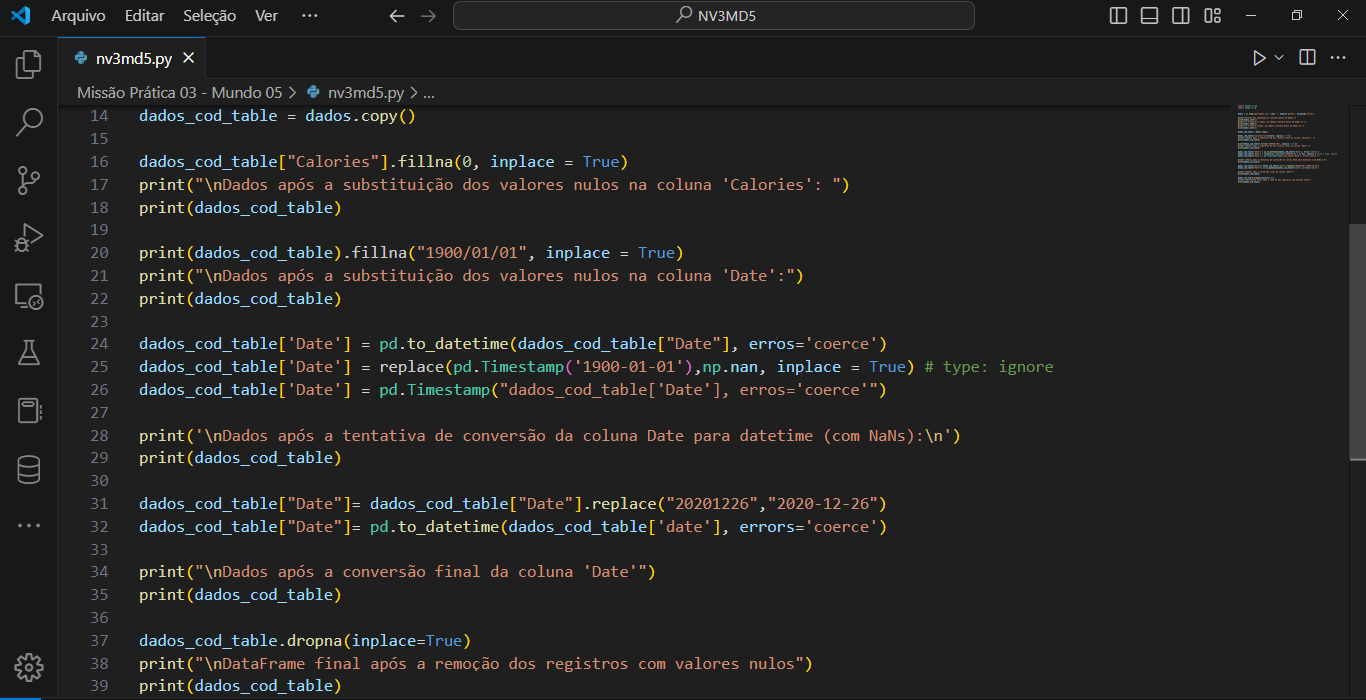 Arquivo Editar Seleção Ver ··· NV3MD5
nv3md5.py
Missão Prática 03 - Mundo 05 > nv3md5.py > ...
14 dados_cod_table = dados.copy()
15
16 dados_cod_table["Calories"].fillna(0, inplace = True)
17 print("\nDados após a substituição dos valores nulos na coluna 'Calories': ")
18 print(dados_cod_table)
19
20 print(dados_cod_table).fillna("1900/01/01", inplace = True)
21 print("\nDados após a substituição dos valores nulos na coluna 'Date':")
22 print(dados_cod_table)
23
24 dados_cod_table['Date'] = pd.to_datetime(dados_cod_table["Date"], erros='coerce')
25 dados_cod_table['Date'] = replace(pd.Timestamp('1900-01-01'),np.nan, inplace = True) # type: ignore
26 dados_cod_table['Date'] = pd.Timestamp("dados_cod_table['Date'], erros='coerce'")
27
28 print('\nDados após a tentativa de conversão da coluna Date para datetime (com NaNs):\n')
29 print(dados_cod_table)
30
31 dados_cod_table["Date"]= dados_cod_table["Date"].replace("20201226","2020-12-26")
32 dados_cod_table["Date"]= pd.to_datetime(dados_cod_table['date'], errors='coerce')
33
34 print("\nDados após a conversão final da coluna 'Date'")
35 print(dados_cod_table)
36
37 dados_cod_table.dropna(inplace=True)
38 print("\nDataFrame final após a remoção dos registros com valores nulos")
39 print(dados_cod_table)